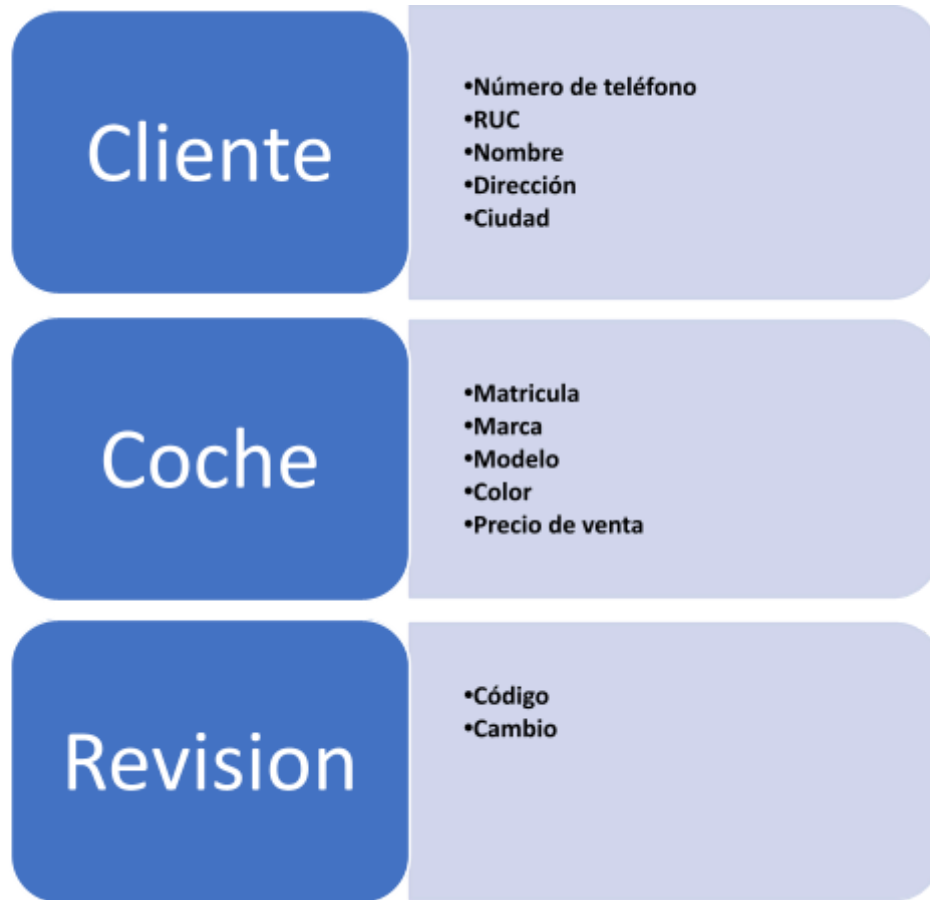 Cliente
•Número de teléfono
•RUC
•Nombre
•Dirección
•Ciudad
Coche
•Matricula
•Marca
•Modelo
•Color
•Precio de venta
Revision
•Código
•Cambio